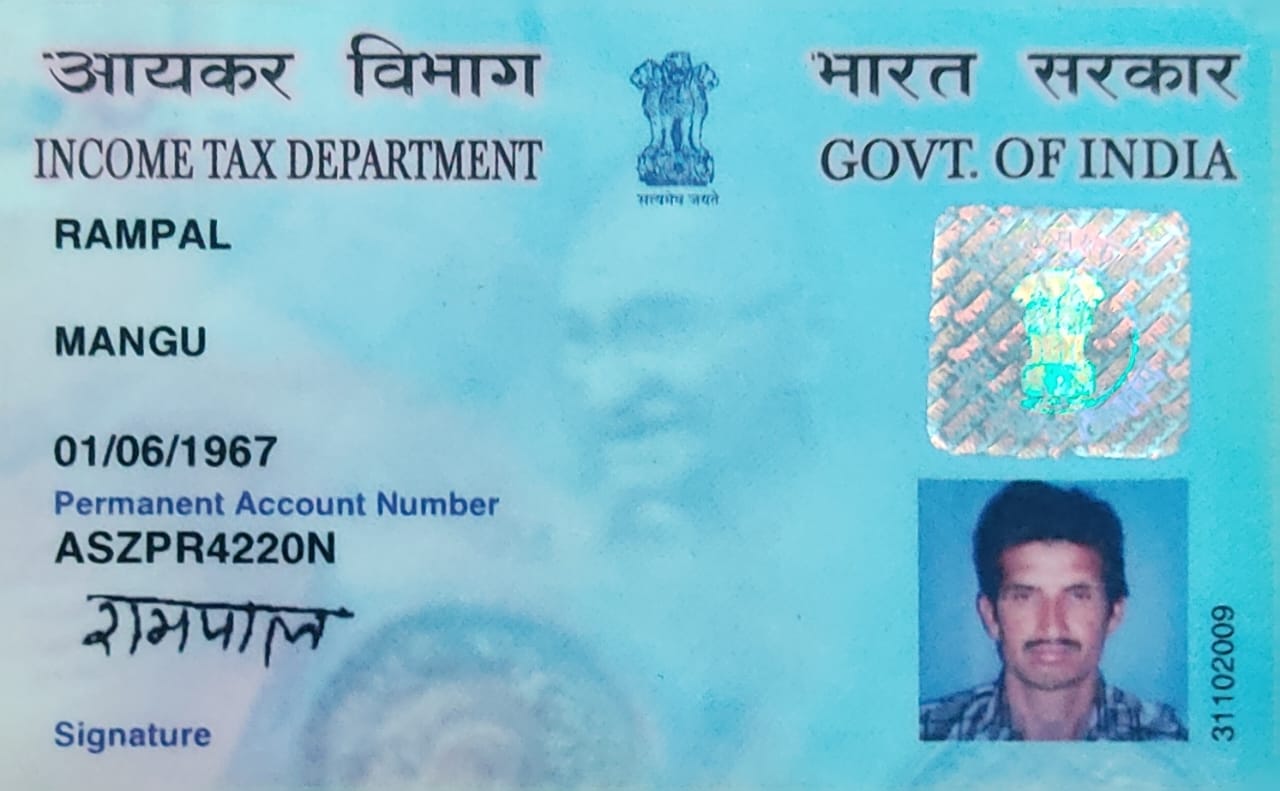 आयकर विभाग
INCOME TAX DEPARTMENT
सत्यमेव जयते
भारत सरकार
GOVT. OF INDIA
RAMPAL
MANGU
01/06/1967
Permanent Account Number
ASZPR4220N
रामपाल
Signature
31102009